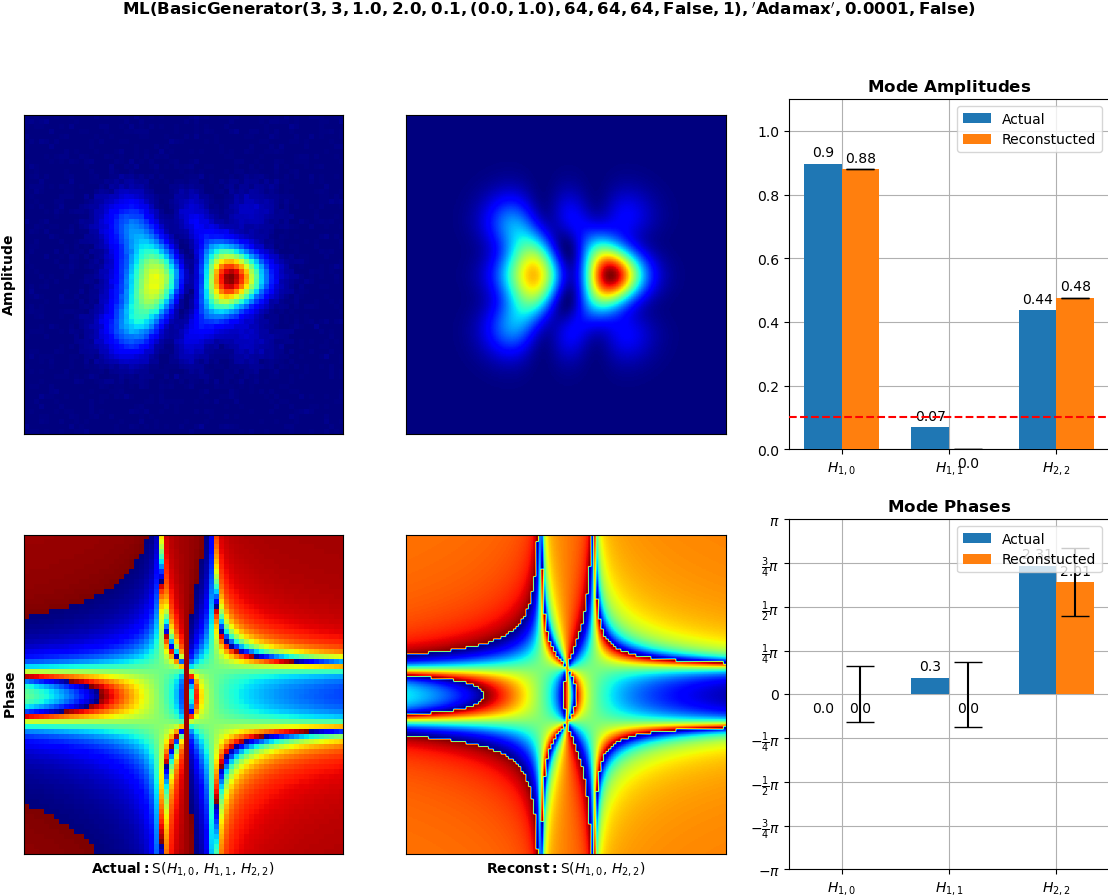 ML(BasicGenerator(3, 3, 1.0, 2.0, 0.1, (0.0, 1.0), 64, 64, 64, False, 1), 'Adamax', 0.0001, False)
Amplitude
Mode Amplitudes
Actual
Reconstucted
1.0
0.8
0.6
0.4
0.2
0.0
0.9
0.88
0.07
0.0
0.44
0.48
H1,0
H1,1
H2,2
Phase
Actual: S(H1,0, H1,1, H2,2)
Reconst: S(H1,0, H2,2)
Mode Phases
Actual
Reconstucted
π
3/4π
1/2π
1/4π
0
−1/4π
−1/2π
−3/4π
−π
0.0
0.0
0.3
0.0
2.01
H1,0
H1,1
H2,2